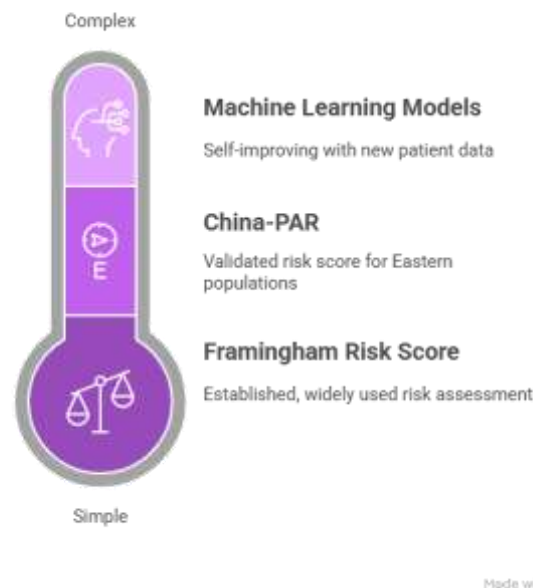 Complex
Machine Learning Models
Self-improving with new patient data
China-PAR
E
Validated risk score for Eastern
populations
Framingham Risk Score
Established, widely used risk assessment
Simple
Made w